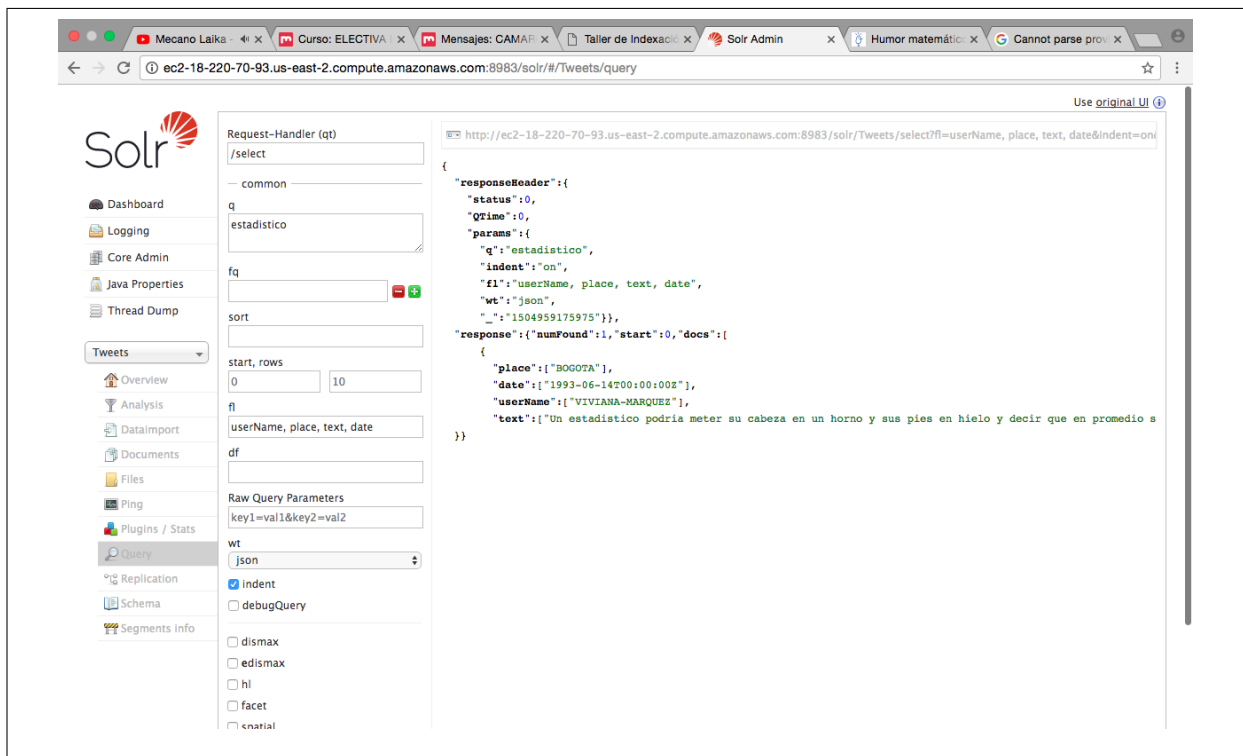 Mecano Laika -
Curso: ELECTIVA
Mensajes: CAMAR
Taller de Indexació
Solr Admin
Humor matemátic
Cannot parse prov
ec2-18-220-70-93.us-east-2.compute.amazonaws.com:8983/solr/#/Tweets/query
Use original UI
Solr
Dashboard
Logging
Core Admin
Java Properties
Thread Dump
Tweets
Overview
Analysis
Dataimport
Documents
Files
Ping
Plugins / Stats
Query
Replication
Schema
Segments info
Request-Handler (qt)
/select
common
q
estadistico
fq
sort
start, rows
0 10
fl
userName, place, text, date
df
Raw Query Parameters
key1=val1&key2=val2
wt
json
indent
debugQuery
dismax
edismax
hl
facet
spatial
http://ec2-18-220-70-93.us-east-2.compute.amazonaws.com:8983/solr/Tweets/select?fl=userName, place, text, date&indent=on
{
"responseHeader":{
"status":0,
"QTime":0,
"params":{
"q":"estadistico",
"indent":"on",
"fl":"userName, place, text, date",
"wt":"json",
"_":"1504959175975"}},
"response":{"numFound":1,"start":0,"docs":[
{
"place":["BOGOTA"],
"date":["1993-06-14T00:00:00Z"],
"userName":["VIVIANA-MARQUEZ"],
"text":["Un estadistico podria meter su cabeza en un horno y sus pies en hielo y decir que en promedio s
}}